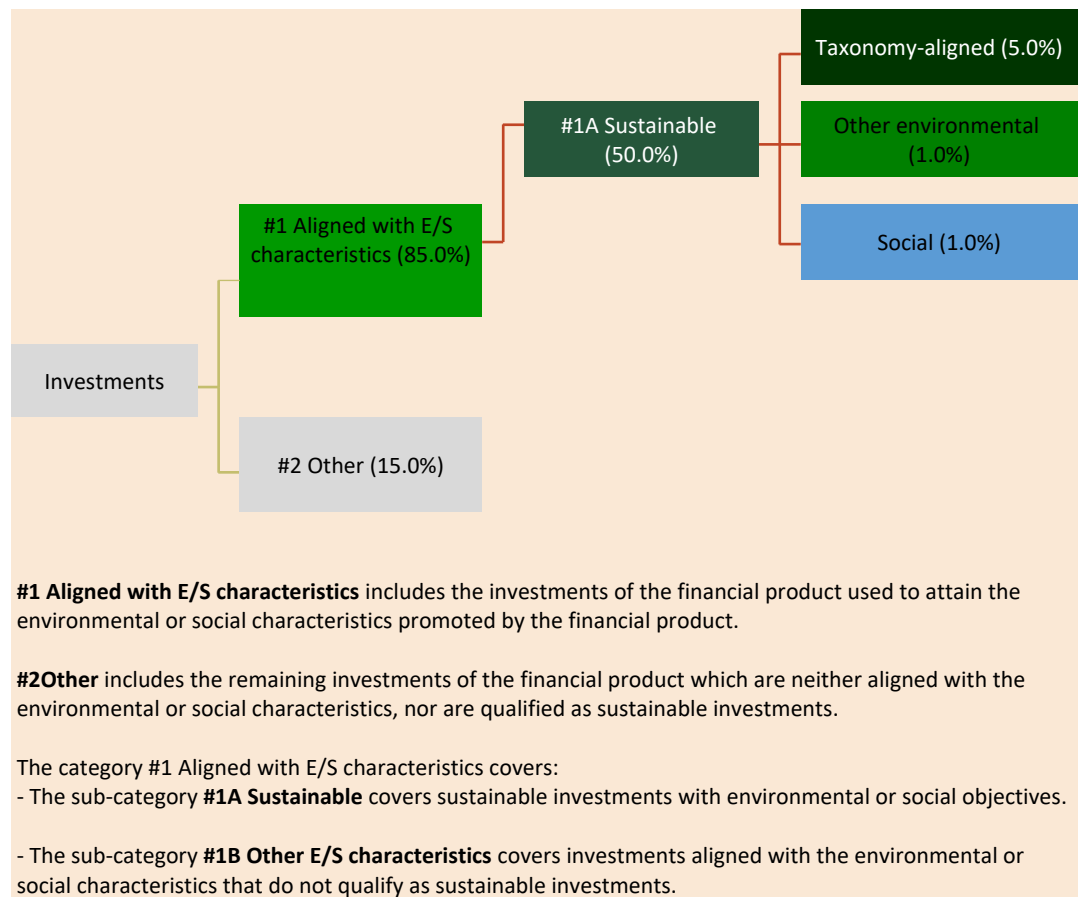 Taxonomy-aligned (5.0%)
#1A Sustainable
(50.0%)
Other environmental
(1.0%)
#1 Aligned with E/S
characteristics (85.0%)
Social (1.0%)
Investments
#2 Other (15.0%)
#1 Aligned with E/S characteristics includes the investments of the financial product used to attain the
environmental or social characteristics promoted by the financial product.
#2Other includes the remaining investments of the financial product which are neither aligned with the
environmental or social characteristics, nor are qualified as sustainable investments.
The category #1 Aligned with E/S characteristics covers:
- The sub-category #1A Sustainable covers sustainable investments with environmental or social objectives.
- The sub-category #1B Other E/S characteristics covers investments aligned with the environmental or
social characteristics that do not qualify as sustainable investments.